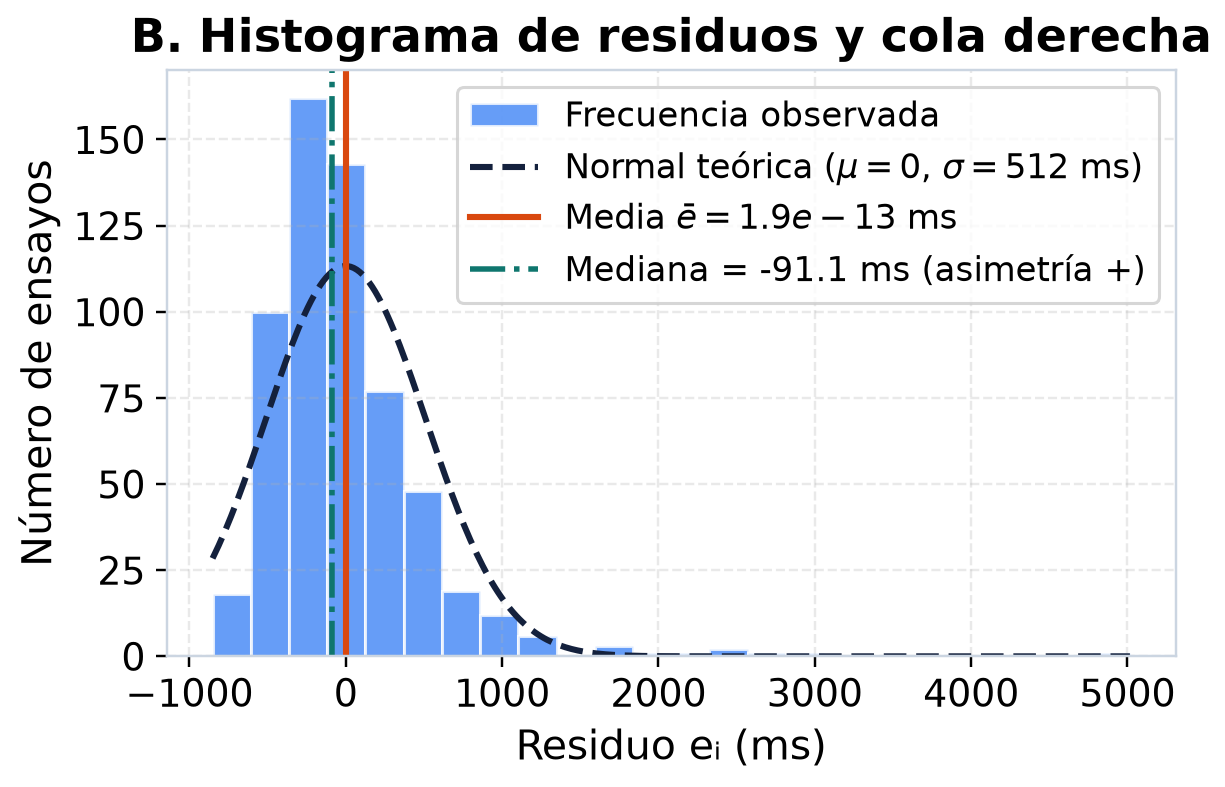 B. Histograma de residuos y cola derecha
Número de ensayos
150
125
100
75
50
25
0
Frecuencia observada
Normal teórica (μ = 0, σ = 512 ms)
Media ē = 1.9e − 13 ms
Mediana = -91.1 ms (asimetría +)
−1000 0 1000 2000 3000 4000 5000
Residuo eᵢ (ms)